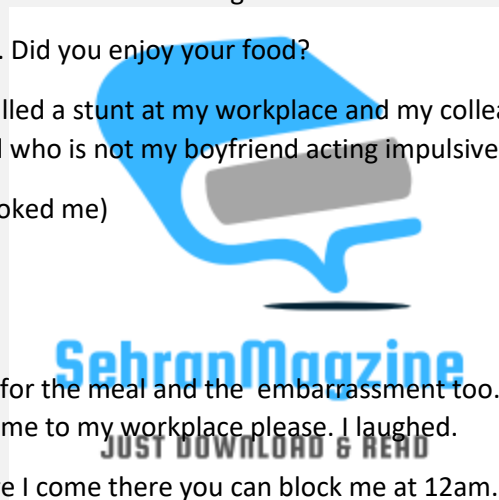 . Did you enjoy your food?
lled a stunt at my workplace and my collea
who is not my boyfriend acting impulsive
oked me)
SehranMagzine
for the meal and the  embarrassment too.
me to my workplace please. I laughed.
JUST DOWNLOAD & READ
e I come there you can block me at 12am.